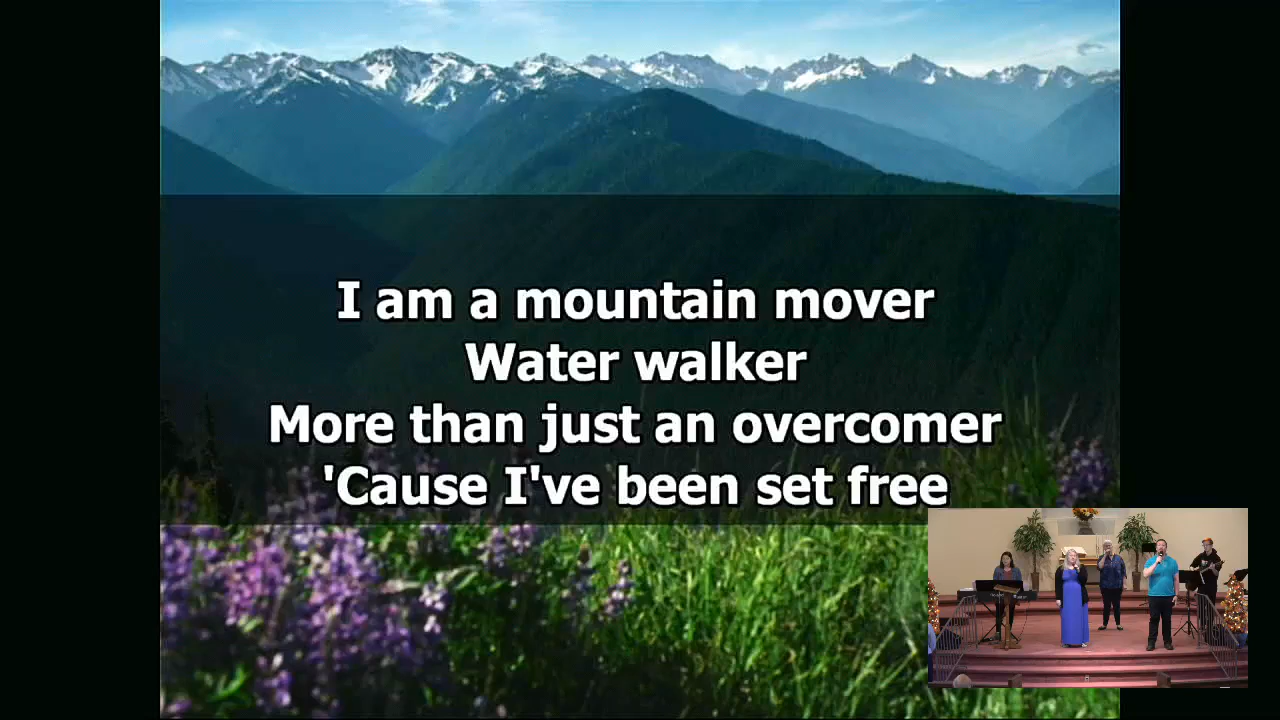 I am a mountain mover
Water walker
More than just an overcomer
'Cause I've been set free